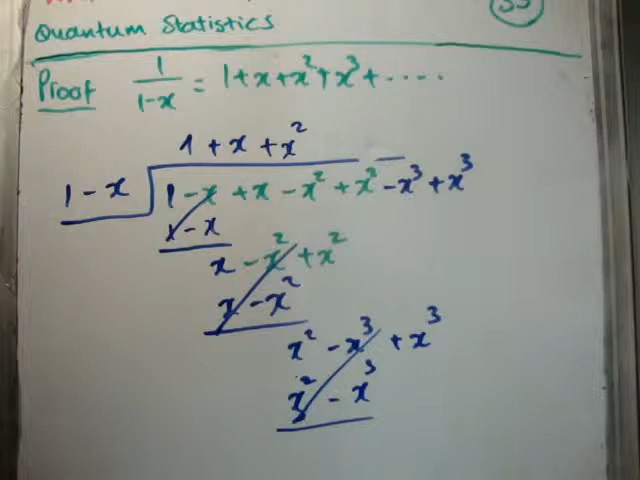 Quantum Statistics
Proof 1/(1-x) = 1+x+x²+x³+.....
1 + x + x²
1 - x 1 - x + x - x² + x² - x³ + x³
x - x
x - x² + x²
x - x²
x² - x³ + x³
x² - x³